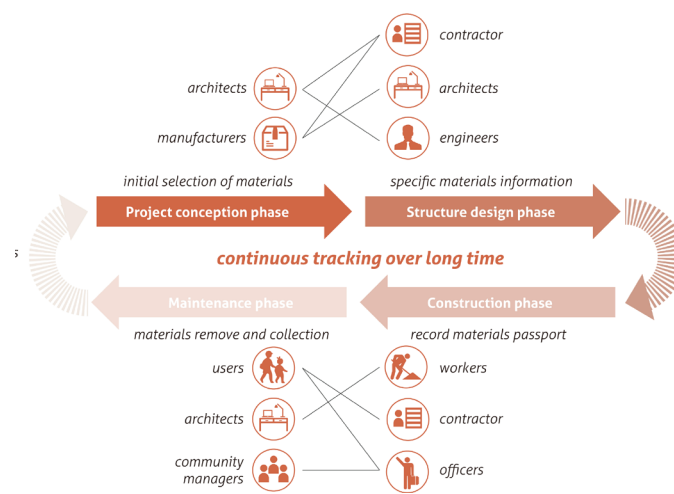 contractor
architects
architects
manufacturers
engineers
initial selection of materials
specific materials information
Project conception phase
Structure design phase
continuous tracking over long time
Maintenance phase
Construction phase
materials remove and collection
record materials passport
users
workers
architects
contractor
community
managers
officers